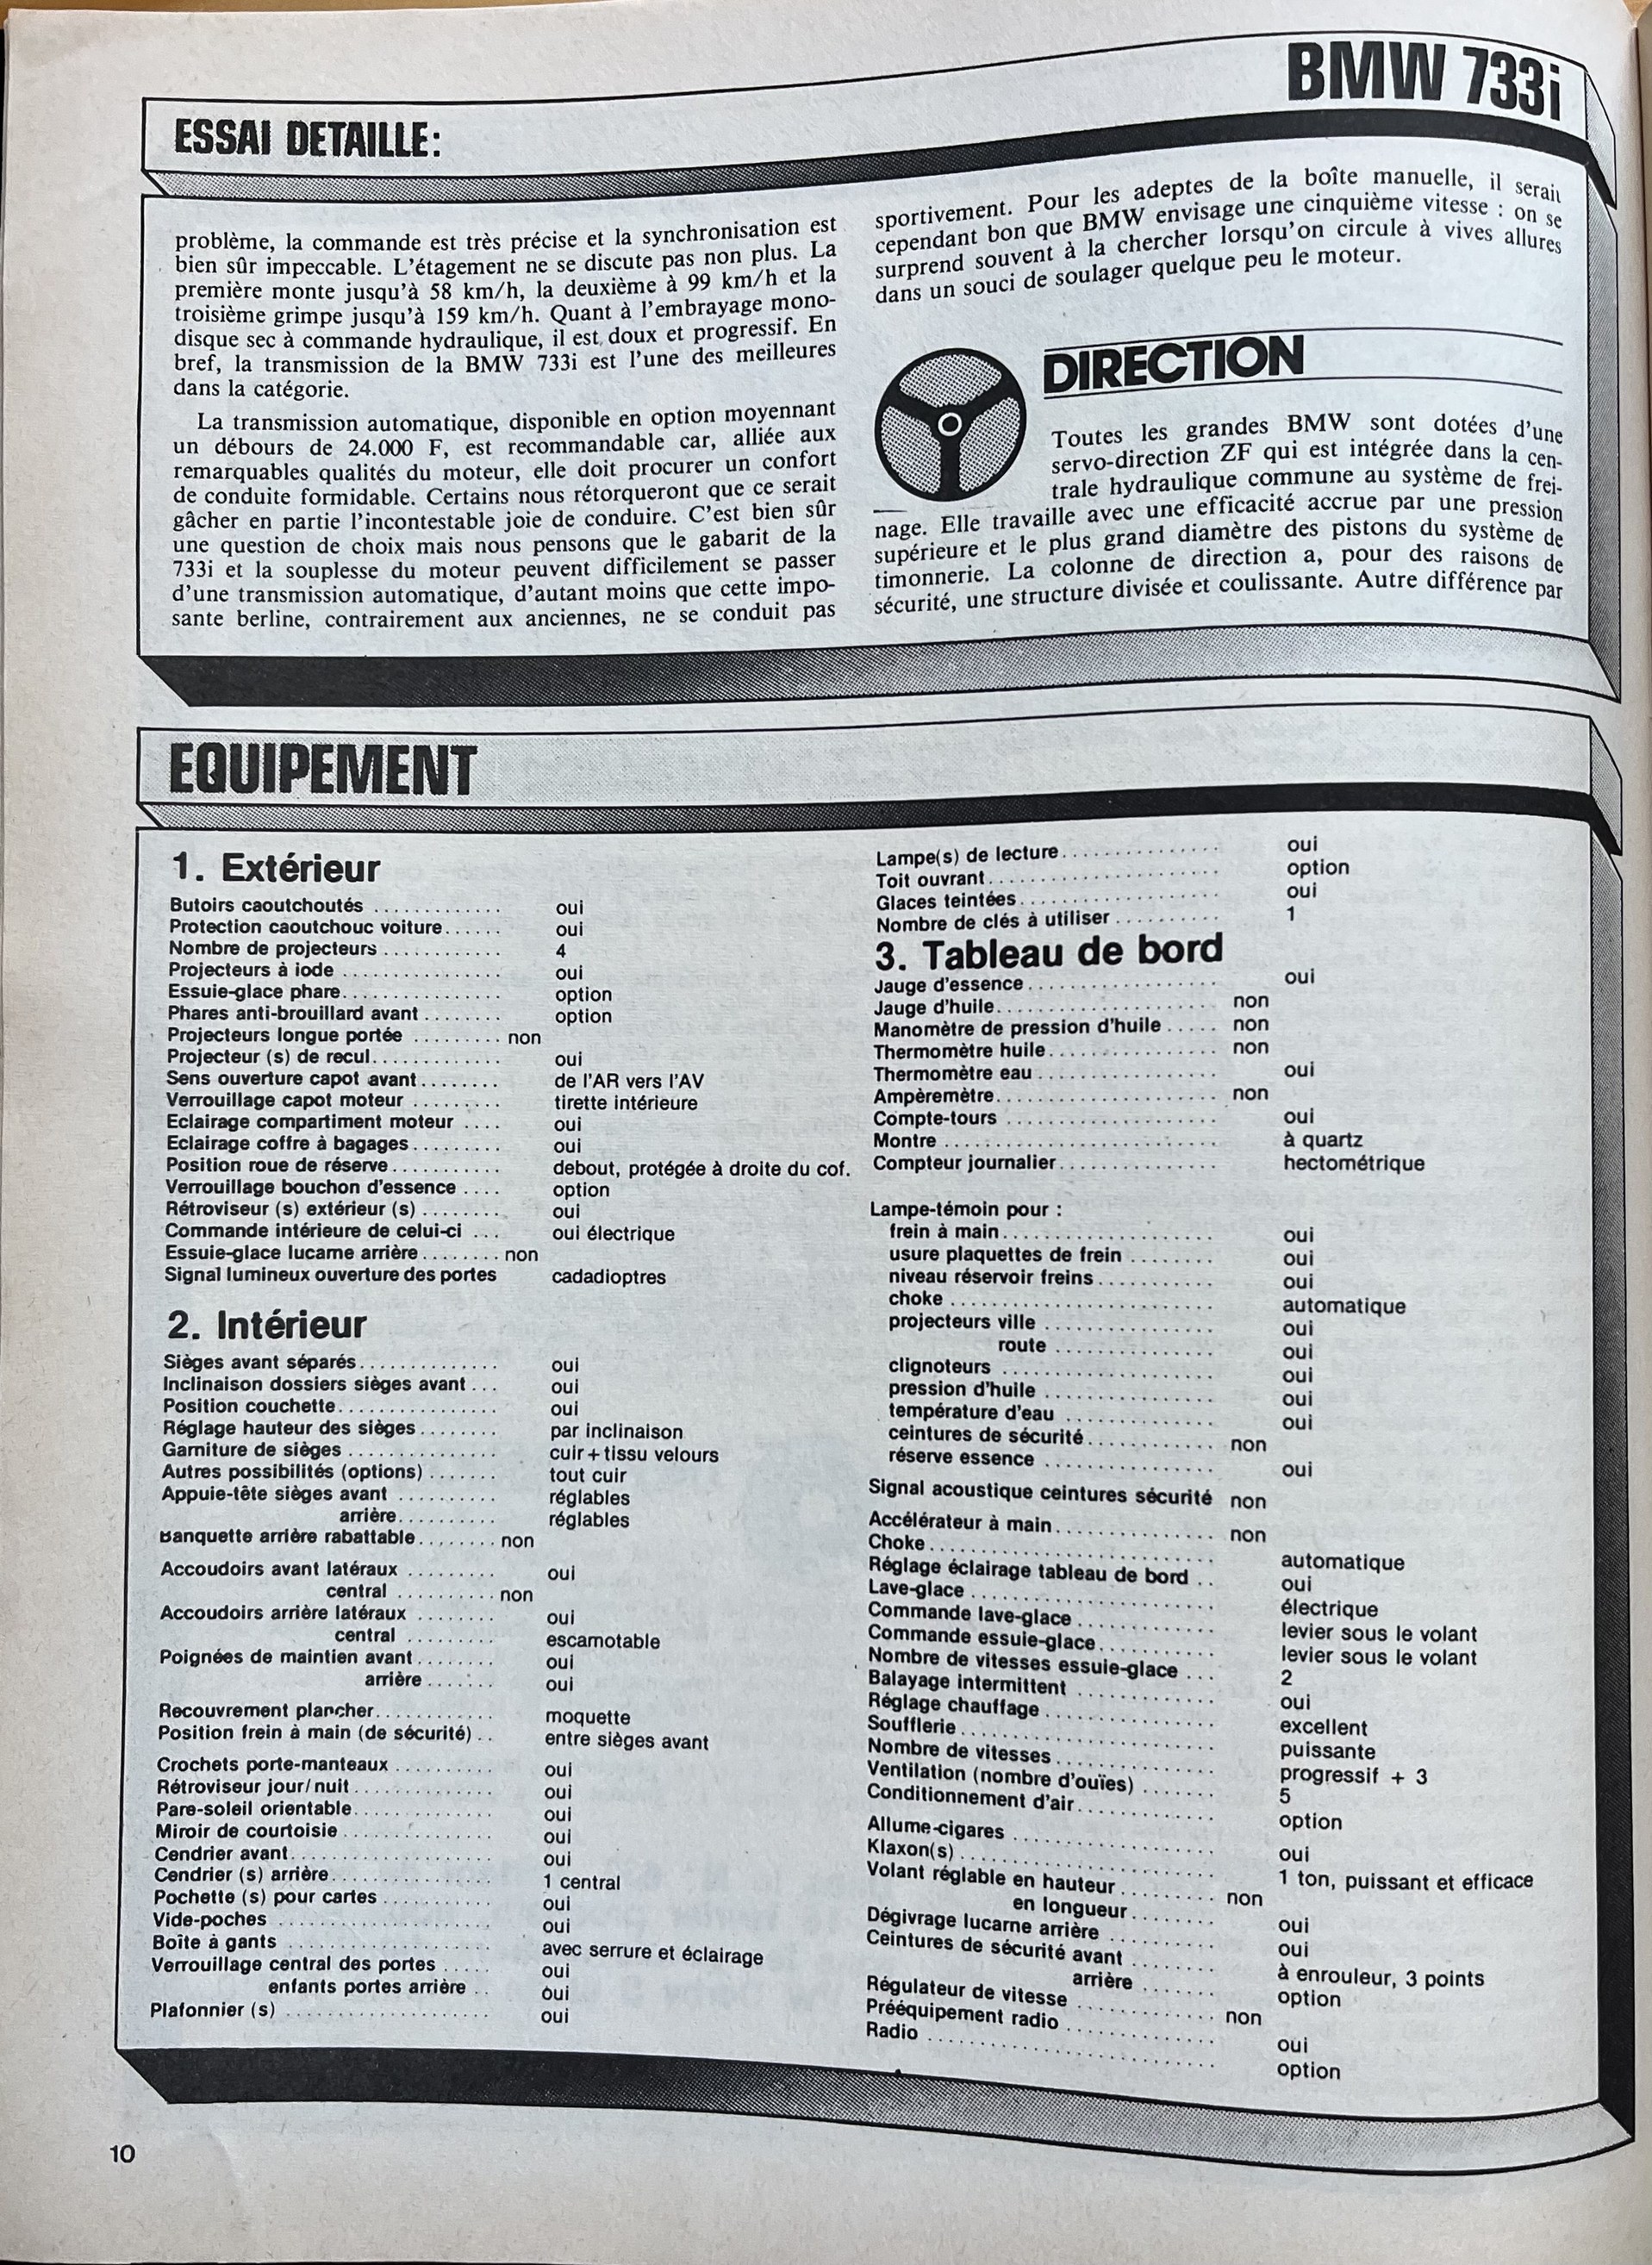 BMW 733i
ESSAI DETAILLE:
problème, la commande est très précise et la synchronisation est
bien sûr impeccable. L'étagement ne se discute pas non plus. La
première monte jusqu'à 58 km/h, la deuxième à 99 km/h et la
troisième grimpe jusqu'à 159 km/h. Quant à l'embrayage mono-
disque sec à commande hydraulique, il est doux et progressif. En
bref, la transmission de la BMW 733i est l'une des meilleures
dans la catégorie.
La transmission automatique, disponible en option moyennant
un débours de 24.000 F, est recommandable car, alliée aux
remarquables qualités du moteur, elle doit procurer un confort
de conduite formidable. Certains nous rétorqueront que ce serait
gâcher en partie l'incontestable joie de conduire. C'est bien sûr
une question de choix mais nous pensons que le gabarit de la
733i et la souplesse du moteur peuvent difficilement se passer
d'une transmission automatique, d'autant moins que cette impo-
sante berline, contrairement aux anciennes, ne se conduit pas
sportivement. Pour les adeptes de la boîte manuelle, il serait
cependant bon que BMW envisage une cinquième vitesse : on se
surprend souvent à la chercher lorsqu'on circule à vives allures
dans un souci de soulager quelque peu le moteur.
DIRECTION
Toutes les grandes BMW sont dotées d'une
servo-direction ZF qui est intégrée dans la cen-
trale hydraulique commune au système de frei-
nage. Elle travaille avec une efficacité accrue par une pression
supérieure et le plus grand diamètre des pistons du système de
timonnerie. La colonne de direction a, pour des raisons de
sécurité, une structure divisée et coulissante. Autre différence par
EQUIPEMENT
1. Extérieur
Butoirs caoutchoutés ............. oui
Protection caoutchouc voiture...... oui
Nombre de projecteurs ............ 4
Projecteurs à iode ................ oui
Essuie-glace phare................ option
Phares anti-brouillard avant ........ option
Projecteurs longue portée ......... non
Projecteur (s) de recul............. oui
Sens ouverture capot avant........ de l'AR vers l'AV
Verrouillage capot moteur ......... tirette intérieure
Eclairage compartiment moteur .... oui
Eclairage coffre à bagages......... oui
Position roue de réserve........... debout, protégée à droite du cof.
Verrouillage bouchon d'essence .... option
Rétroviseur (s) extérieur (s) ........ oui
Commande intérieure de celui-ci ... oui électrique
Essuie-glace lucarne arrière........ non
Signal lumineux ouverture des portes cadadioptres
2. Intérieur
Sièges avant séparés.............. oui
Inclinaison dossiers sièges avant ... oui
Position couchette................ oui
Réglage hauteur des sièges........ par inclinaison
Garniture de sièges ............... cuir + tissu velours
Autres possibilités (options) ....... tout cuir
Appuie-tête sièges avant .......... réglables
arrière.......... réglables
Banquette arrière rabattable........ non
Accoudoirs avant latéraux ......... oui
central .......... non
Accoudoirs arrière latéraux ........ oui
central ......... escamotable
Poignées de maintien avant........ oui
arrière ....... oui
Recouvrement plancher............ moquette
Position frein à main (de sécurité) .. entre sièges avant
Crochets porte-manteaux .......... oui
Rétroviseur jour/nuit.............. oui
Pare-soleil orientable.............. oui
Miroir de courtoisie............... oui
Cendrier avant.................... oui
Cendrier (s) arrière................ 1 central
Pochette (s) pour cartes ........... oui
Vide-poches ..................... oui
Boîte à gants .................... avec serrure et éclairage
Verrouillage central des portes ..... oui
enfants portes arrière .. oui
Plafonnier (s) .................... oui
Lampe(s) de lecture............... oui
Toit ouvrant...................... option
Glaces teintées................... oui
Nombre de clés à utiliser .......... 1
3. Tableau de bord
Jauge d'essence.................. oui
Jauge d'huile..................... non
Manomètre de pression d'huile ..... non
Thermomètre huile................ non
Thermomètre eau ................. oui
Ampèremètre..................... non
Compte-tours .................... oui
Montre .......................... à quartz
Compteur journalier............... hectométrique
Lampe-témoin pour :
frein à main.................... oui
usure plaquettes de frein ........ oui
niveau réservoir freins........... oui
choke ......................... automatique
projecteurs ville ................ oui
route ............... oui
clignoteurs .................... oui
pression d'huile ................ oui
température d'eau .............. oui
ceintures de sécurité............ non
réserve essence ................ oui
Signal acoustique ceintures sécurité non
Accélérateur à main............... non
Choke........................... automatique
Réglage éclairage tableau de bord .. oui
Lave-glace ....................... électrique
Commande lave-glace ............. levier sous le volant
Commande essuie-glace........... levier sous le volant
Nombre de vitesses essuie-glace ... 2
Balayage intermittent ............. oui
Réglage chauffage ................ excellent
Soufflerie........................ puissante
Nombre de vitesses ............... progressif + 3
Ventilation (nombre d'ouïes) ....... 5
Conditionnement d'air............. option
Allume-cigares ................... oui
Klaxon(s) ........................ 1 ton, puissant et efficace
Volant réglable en hauteur ......... non
en longueur........ oui
Dégivrage lucarne arrière .......... oui
Ceintures de sécurité avant ........ à enrouleur, 3 points
arrière ....... option
Régulateur de vitesse ............. non
Prééquipement radio .............. oui
Radio ........................... option
10